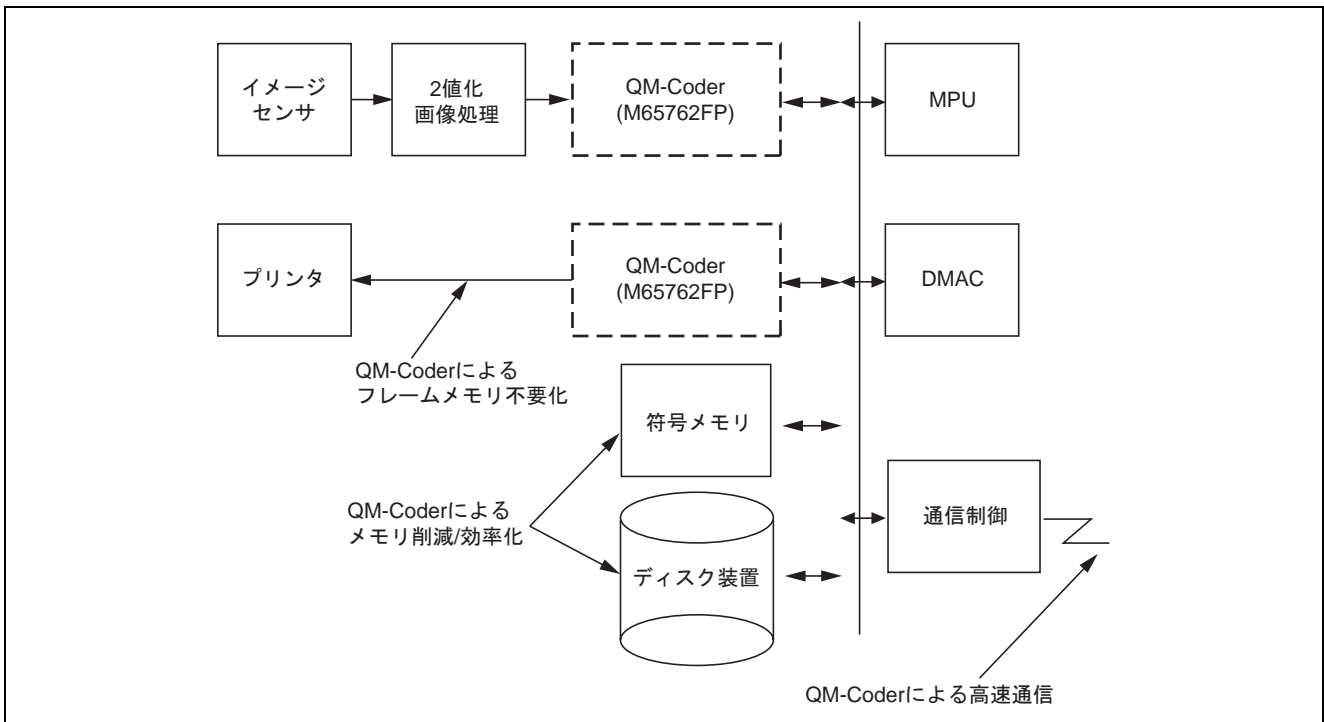 イメージ
センサ
2値化
画像処理
QM-Coder
(M65762FP)
MPU
プリンタ
QM-Coder
(M65762FP)
DMAC
QM-Coderによる
フレームメモリ不要化
符号メモリ
QM-Coderによる
メモリ削減/効率化
ディスク装置
通信制御
QM-Coderによる高速通信